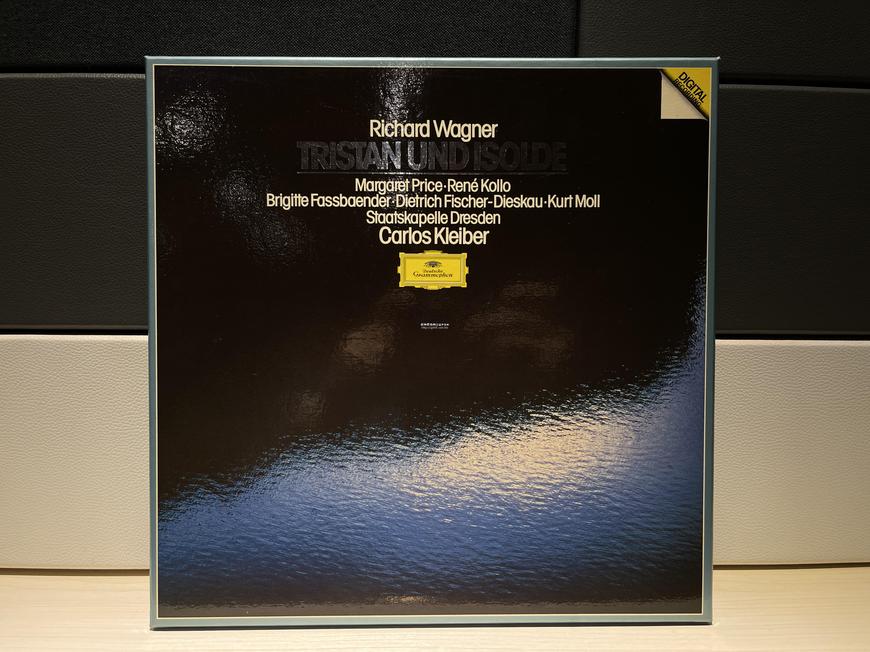 DIGITAL
RECORDING
Richard Wagner
TRISTAN UND ISOLDE
Margaret Price·René Kollo
Brigitte Fassbaender·Dietrich Fischer-Dieskau·Kurt Moll
Staatskapelle Dresden
Carlos Kleiber
Deutsche
Grammophon